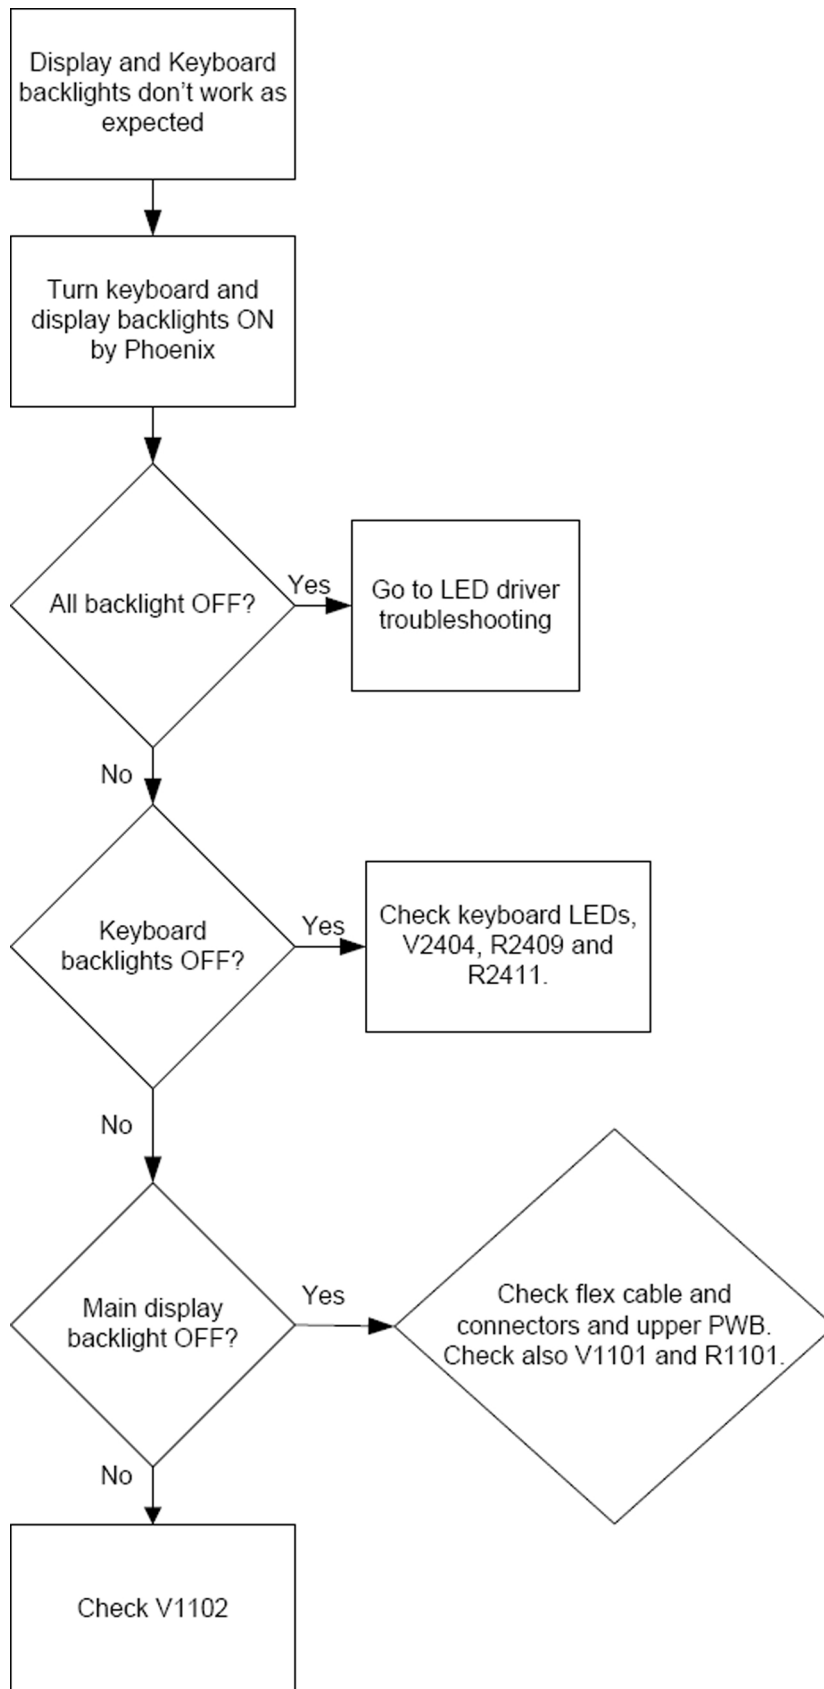 Display and Keyboard
backlights don't work as
expected
Turn keyboard and
display backlights ON
by Phoenix
All backlight OFF?
Yes
Go to LED driver
troubleshooting
No
Keyboard
backlights OFF?
Yes
Check keyboard LEDs,
V2404, R2409 and
R2411.
No
Main display
backlight OFF?
Yes
Check flex cable and
connectors and upper PWB.
Check also V1101 and R1101.
No
Check V1102